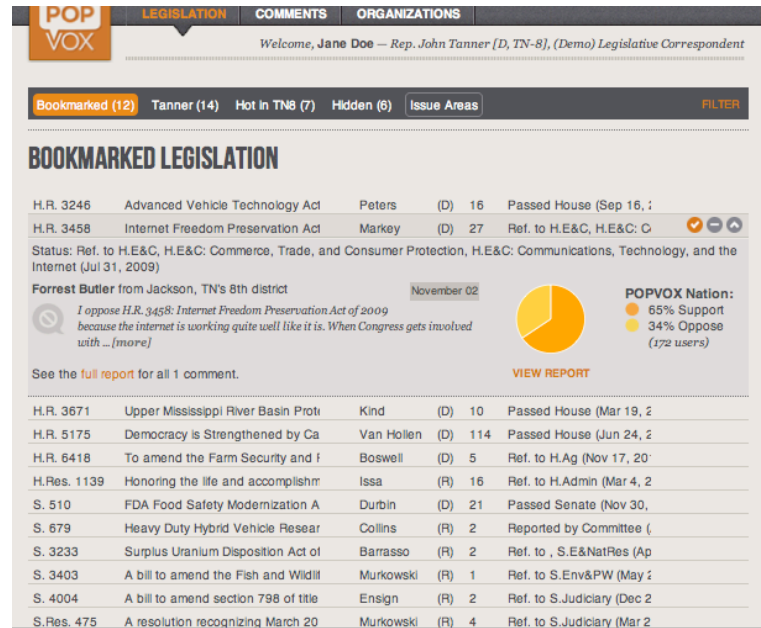 POP
VOX
LEGISLATION COMMENTS ORGANIZATIONS
Welcome, Jane Doe — Rep. John Tanner [D, TN-8], (Demo) Legislative Correspondent
Bookmarked (12) Tanner (14) Hot in TN8 (7) Hidden (6) Issue Areas FILTER
BOOKMARKED LEGISLATION
H.R. 3246 Advanced Vehicle Technology Act Peters (D) 16 Passed House (Sep 16,
H.R. 3458 Internet Freedom Preservation Act Markey (D) 27 Ref. to H.E&C, H.E&C:
Status: Ref. to H.E&C, H.E&C: Commerce, Trade, and Consumer Protection, H.E&C: Communications, Technology, and the
Internet (Jul 31, 2009)
Forrest Butler from Jackson, TN's 8th district November 02
I oppose H.R. 3458: Internet Freedom Preservation Act of 2009
because the internet is working quite well like it is. When Congress gets involved
with ... [more]
See the full report for all 1 comment.
POPVOX Nation:
65% Support
34% Oppose
(172 users)
VIEW REPORT
H.R. 3671 Upper Mississippi River Basin Kind (D) 10 Passed House (Mar 19, 2
H.R. 5175 Democracy is Strengthened by Ca Van Hollen (D) 114 Passed House (Jun 24, 2
H.R. 6418 To amend the Farm Security and Boswell (D) 5 Ref. to H.Ag (Nov 17,
H.Res. 1139 Honoring the life and accomplishm Issa (R) 16 Ref. to H.Admin (Mar 4, 2
S. 510 FDA Food Safety Modernization A Durbin (D) 21 Passed Senate (Nov 30,
S. 679 Heavy Duty Hybrid Vehicle Resear Collins (R) 2 Reported by Committee
S. 3233 Surplus Uranium Disposition Act of Barrasso (R) 2 Ref. to , S.E&NatRes (Ap
S. 3403 A bill to amend the Fish and Murkowski (R) 1 Ref. to S.Env&PW (May 2
S. 4004 A bill to amend section 798 of title Ensign (R) 2 Ref. to S.Judiciary (Dec 2
S.Res. 475 A resolution recognizing March 20 Murkowski (R) 4 Ref. to S.Judiciary (Mar 2